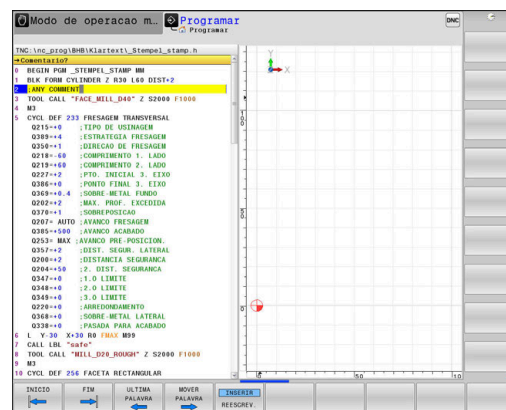 Modo de operacao m...
Programar
Programar
DNC
TNC:\nc_prog\BHB\Klartext\_Stempel_stamp.h
→Comentario?
0 BEGIN PGM _STEMPEL_STAMP MM
1 BLK FORM CYLINDER Z R30 L60 DIST+2
2 ;ANY COMMENT
3 TOOL CALL "FACE_MILL_D40" Z S2000 F1000
4 M3
5 CYCL DEF 233 FRESAGEM TRANSVERSAL
Q215=+0 ;TIPO DE USINAGEM
Q389=+4 ;ESTRATEGIA FRESAGEM
Q350=+1 ;DIRECAO DE FRESAGEM
Q218=-60 ;COMPRIMENTO 1. LADO
Q219=+60 ;COMPRIMENTO 2. LADO
Q227=+2 ;PTO. INICIAL 3. EIXO
Q386=+0 ;PONTO FINAL 3. EIXO
Q369=+0.4 ;SOBRE-METAL FUNDO
Q202=+2 ;MAX. PROF. EXCEDIDA
Q370=+1 ;SOBREPOSICAO
Q207= AUTO ;AVANCO FRESAGEM
Q385=+500 ;AVANCO ACABADO
Q253= MAX ;AVANCO PRE-POSICION.
Q357=+2 ;DIST. SEGUR. LATERAL
Q200=+2 ;DISTANCIA SEGURANCA
Q204=+50 ;2. DIST. SEGURANCA
Q347=+0 ;1.O LIMITE
Q348=+0 ;2.O LIMITE
Q349=+0 ;3.O LIMITE
Q220=+0 ;ARREDONDAMENTO
Q368=+0 ;SOBRE-METAL LATERAL
Q338=+0 ;PASADA PARA ACABADO
6 L Y-30 X+30 R0 FMAX M99
7 CALL LBL "safe"
8 TOOL CALL "MILL_D20_ROUGH" Z S2000 F1000
9 M3
10 CYCL DEF 256 FACETA RECTANGULAR
Y
X
100
50
0
0
50
100
INICIO
FIM
ULTIMA PALAVRA
MOVER PALAVRA
INSERIR
REESCREV.